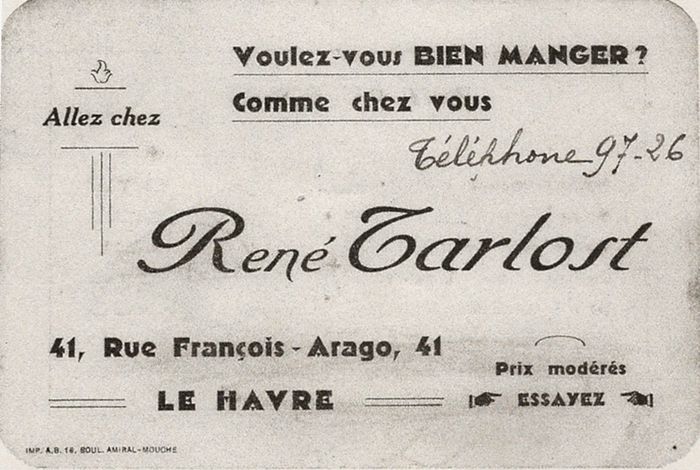 Voulez-vous BIEN MANGER ?
Allez chez
Comme chez vous
Téléphone 97-26
René Tarlost
41, Rue François - Arago, 41
Prix modérés
LE HAVRE
ESSAYEZ
IMP. A.B. 16, BOUL. AMIRAL-MOUCHE